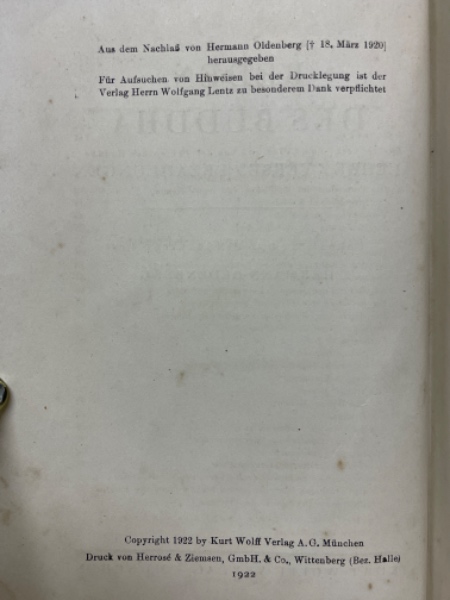 Aus dem Nachlaß von Hermann Oldenberg [† 18. März 1920]
herausgegeben
Für Aufsuchen von Hinweisen bei der Drucklegung ist der
Verlag Herrn Wolfgang Lentz zu besonderem Dank verpflichtet
Copyright 1922 by Kurt Wolff Verlag A.G. München
Druck von Herrosé & Ziemsen, GmbH. & Co., Wittenberg (Bez. Halle)
1922